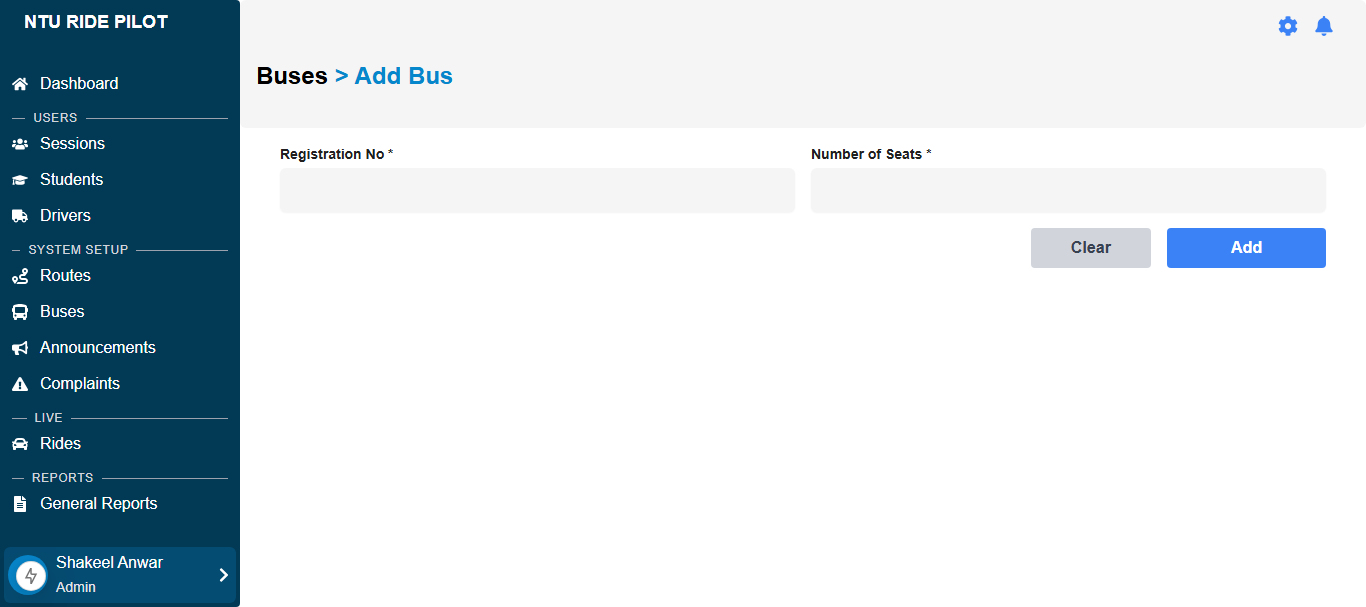 NTU RIDE PILOT
Dashboard
USERS
Sessions
Students
Drivers
SYSTEM SETUP
Routes
Buses
Announcements
Complaints
LIVE
Rides
REPORTS
General Reports
Shakeel Anwar
Admin
Buses > Add Bus
Registration No *
Number of Seats *
Clear
Add